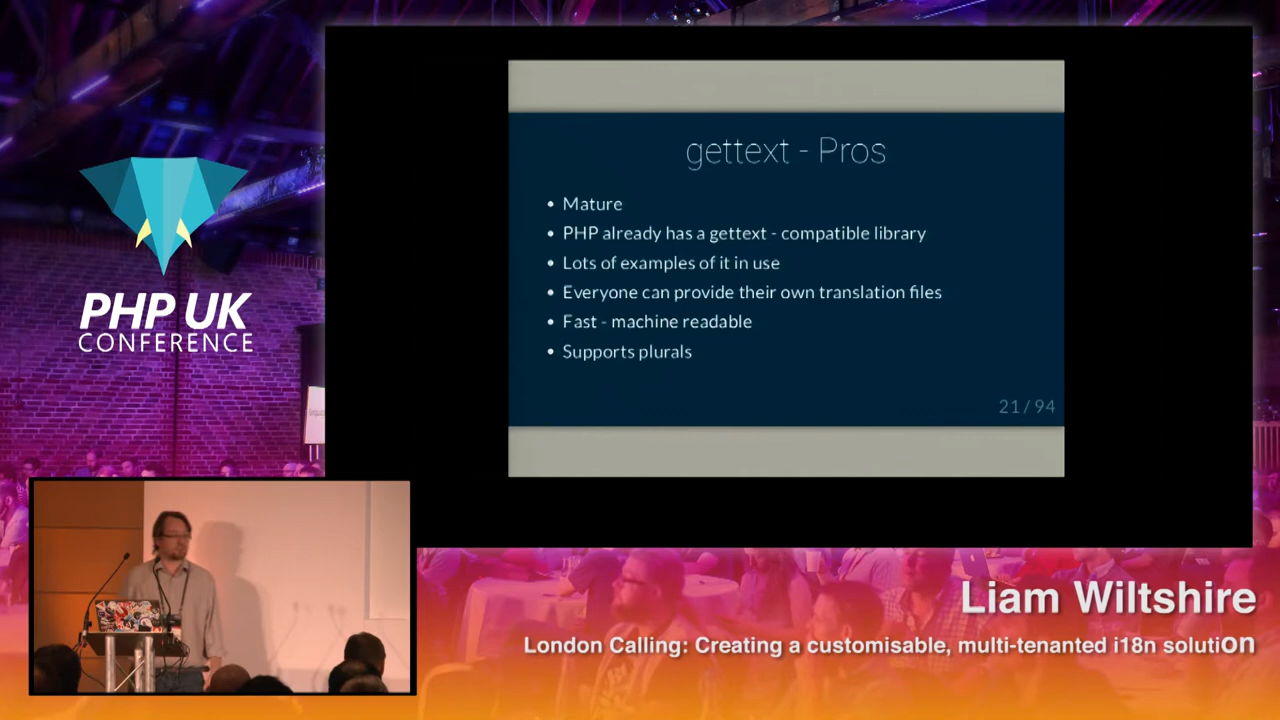 gettext - Pros
• Mature
• PHP already has a gettext - compatible library
• Lots of examples of it in use
• Everyone can provide their own translation files
• Fast - machine readable
• Supports plurals
21 / 94
PHP UK
CONFERENCE
Liam Wiltshire
London Calling: Creating a customisable, multi-tenanted i18n solution